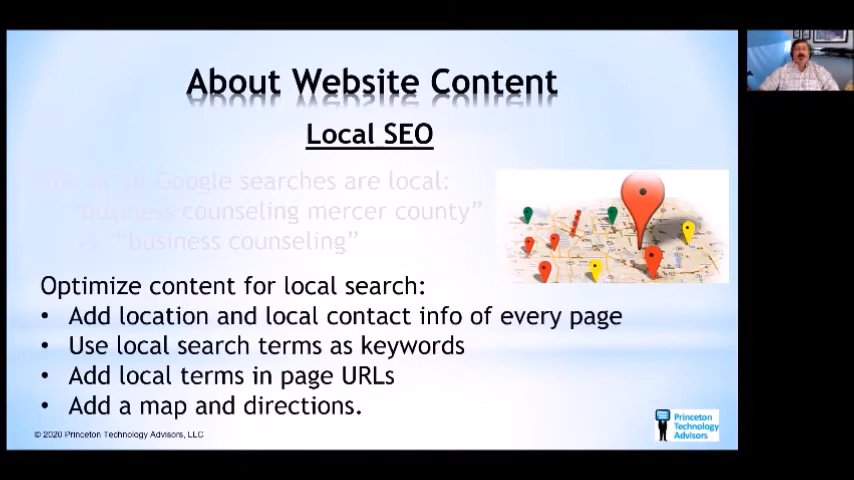 About Website Content
Local SEO
Google searches are local:
"business counseling mercer county"
"business counseling"
Optimize content for local search:
• Add location and local contact info of every page
• Use local search terms as keywords
• Add local terms in page URLs
• Add a map and directions.
© 2020 Princeton Technology Advisors, LLC
Princeton
Technology
Advisors